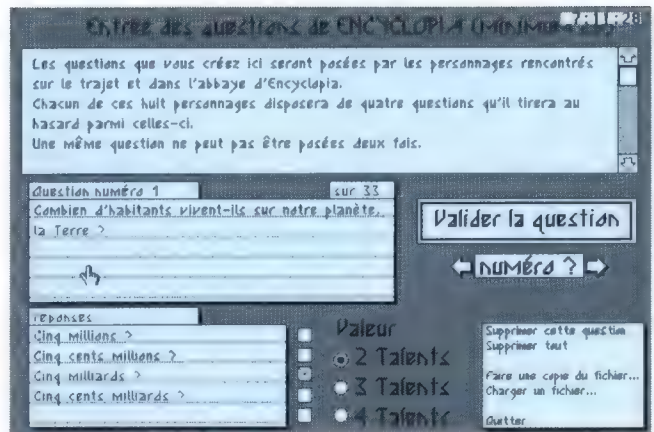 Entrée des questions de ENCYCLOPIA (MINIMUM
7:11:28
Les questions que vous créez ici seront posées par les personnages rencontrés
sur le trajet et dans l'abbaye d'Encyclopia.
Chacun de ces huit personnages disposera de quatre questions qu'il tirera au
hasard parmi celles-ci.
Une même question ne peut pas être posées deux fois.
Question numéro 1
sur 33
Combien d'habitants vivent-ils sur notre planète,
la Terre ?
Valider la question
numéro ?
réponses
Cinq millions ?
Cinq cents millions ?
Cinq milliards ?
Cinq cents milliards ?
Valeur
2 Talents
3 Talents
4 Talents
Supprimer cette question
Supprimer tout
Faire une copie du fichier...
Charger un fichier...
Quitter